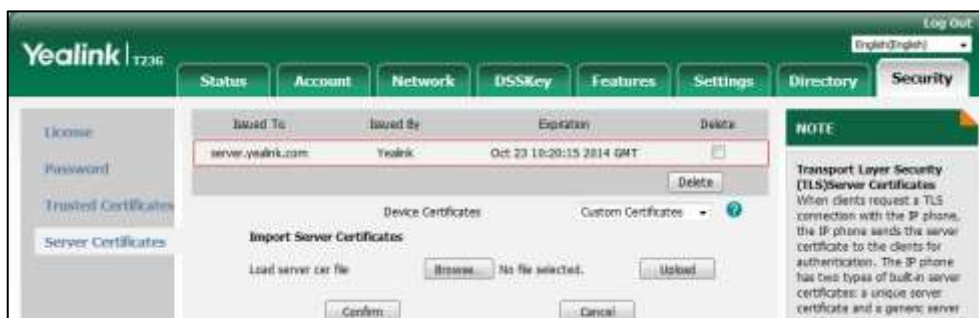 Log Out
Yealink T23G
English(English)
Status Account Network DSSKey Features Settings Directory Security
License
Password
Trusted Certificates
Server Certificates
Issued To Issued By Expiration Delete
server.yealink.com Yealink Oct 23 10:20:15 2014 GMT
Delete
Device Certificates Custom Certificates
Import Server Certificates
Load server cer file Browse... No file selected. Upload
Confirm Cancel
NOTE
Transport Layer Security
(TLS)Server Certificates
When clients request a TLS
connection with the IP phone,
the IP phone sends the server
certificate to the clients for
authentication. The IP phone
has two types of built-in server
certificates: a unique server
certificate and a generic server